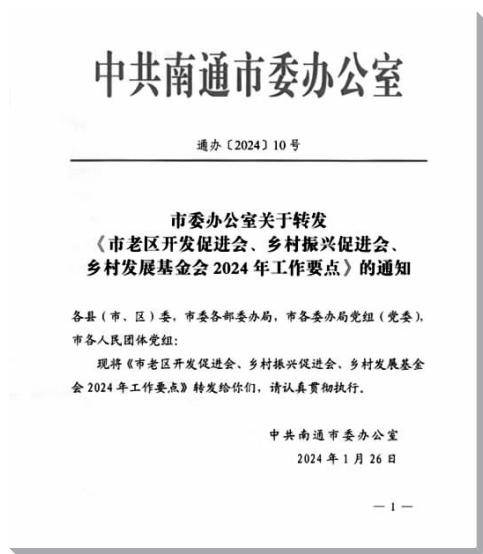 中共南通市委办公室
通办〔2024〕10号
市委办公室关于转发
《市老区开发促进会、乡村振兴促进会、
乡村发展基金会2024年工作要点》的通知
各县（市、区）委，市委各部委办局，市各委办局党组（党委），
市各人民团体党组：
现将《市老区开发促进会、乡村振兴促进会、乡村发展基金
会2024年工作要点》转发给你们，请认真贯彻执行。
中共南通市委办公室
2024年1月26日
— 1 —